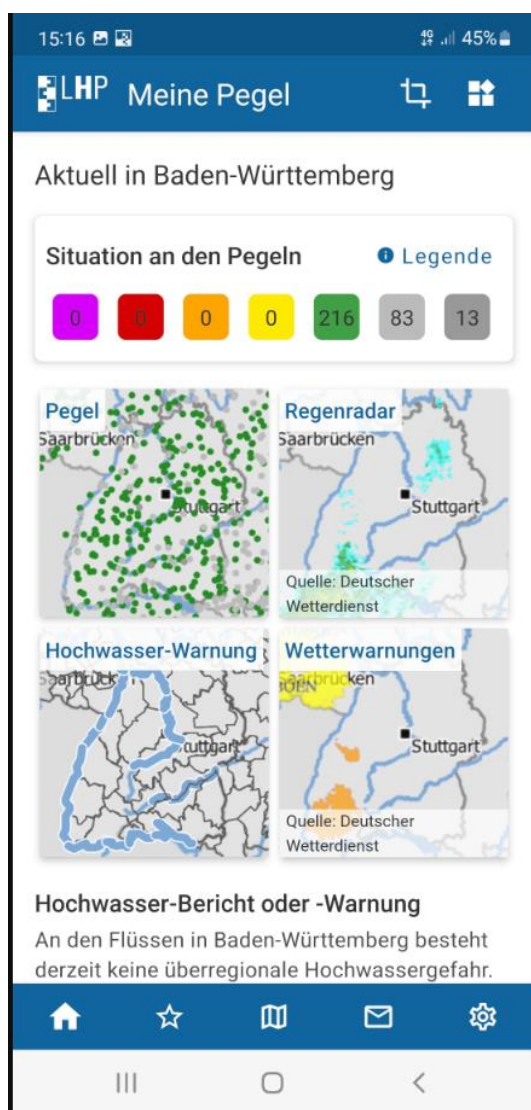 15:16 4G 45%
LHP Meine Pegel
Aktuell in Baden-Württemberg
Situation an den Pegeln Legende
0 0 0 0 216 83 13
Pegel
Saarbrücken
Stuttgart
Regenradar
Saarbrücken
Stuttgart
Quelle: Deutscher
Wetterdienst
Hochwasser-Warnung
Wetterwarnungen
Stuttgart
Quelle: Deutscher
Wetterdienst
Hochwasser-Bericht oder -Warnung
An den Flüssen in Baden-Württemberg besteht
derzeit keine überregionale Hochwassergefahr.